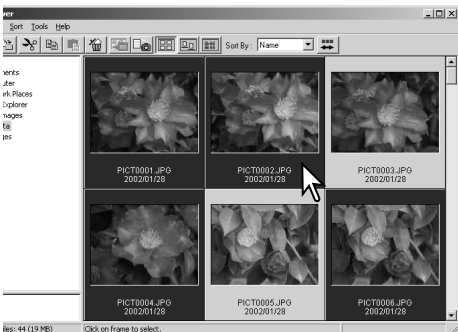 wer
Sort Tools Help
Sort By: Name
ments
uter
ork Places
Explorer
mages
ta
ges
PICT0001.JPG
2002/01/28
PICT0002.JPG
2002/01/28
PICT0003.JPG
2002/01/28
PICT0004.JPG
2002/01/28
PICT0005.JPG
2002/01/28
PICT0006.JPG
2002/01/28
iles: 44 (19 MB)
Click on frame to select.